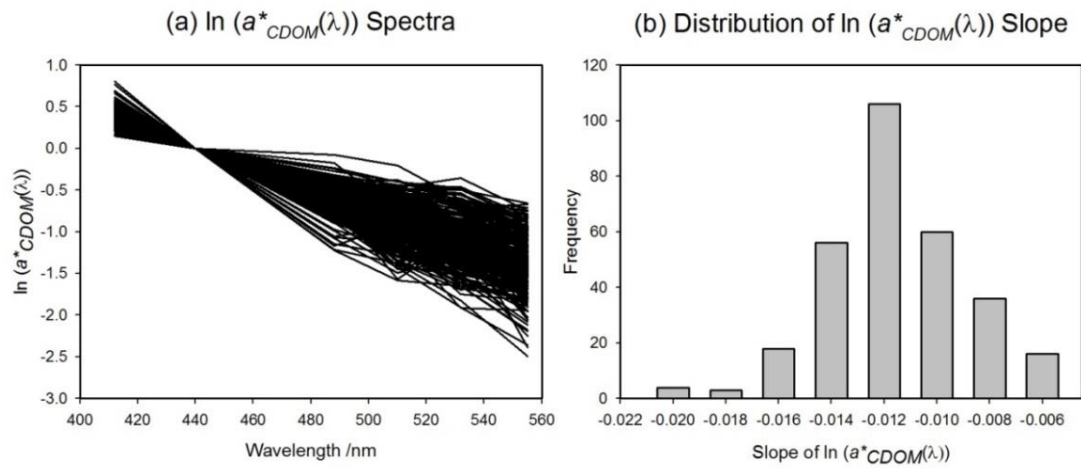 (a) ln (a*CDOM(λ)) Spectra
1.0
0.5
0.0
-0.5
-1.0
-1.5
-2.0
-2.5
-3.0
ln (a*CDOM(λ))
400 420 440 460 480 500 520 540 560
Wavelength /nm
(b) Distribution of ln (a*CDOM(λ)) Slope
120
100
80
60
40
20
0
Frequency
-0.022 -0.020 -0.018 -0.016 -0.014 -0.012 -0.010 -0.008 -0.006
Slope of ln (a*CDOM(λ))